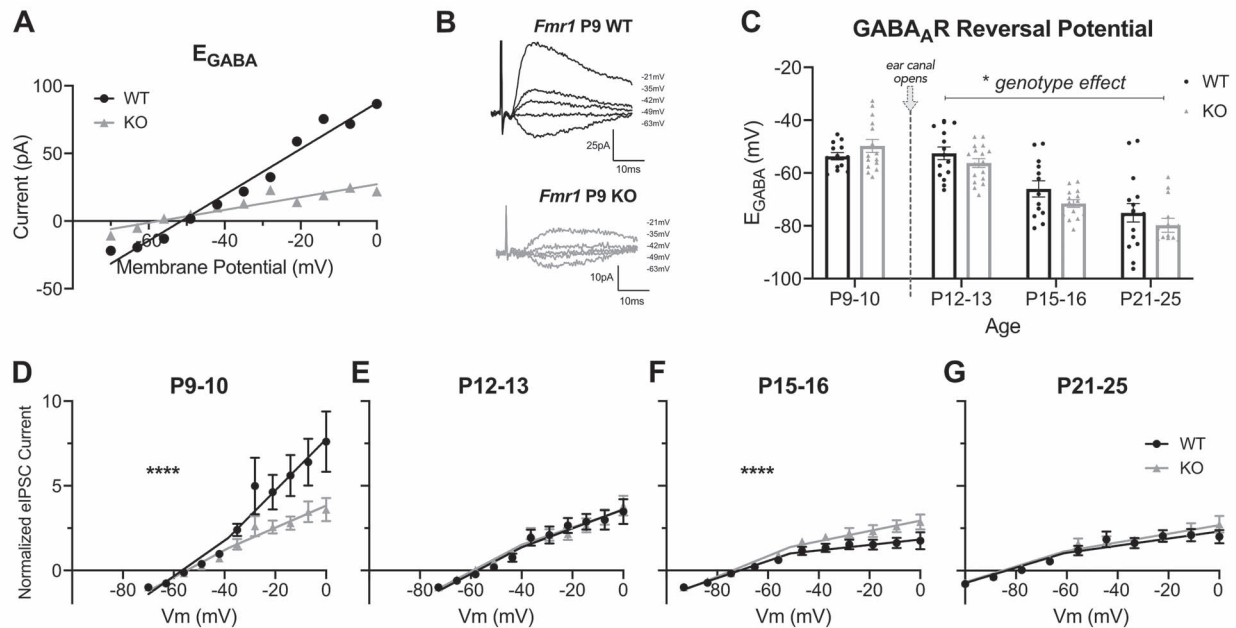 A
E_GABA
WT
KO
Current (pA)
100
50
0
-50
-60
-40
-20
0
Membrane Potential (mV)
B
Fmr1 P9 WT
-21mV
-35mV
-42mV
-49mV
-63mV
25pA
10ms
Fmr1 P9 KO
-21mV
-35mV
-42mV
-49mV
-63mV
10pA
10ms
C
GABA_AR Reversal Potential
E_GABA (mV)
-20
-40
-60
-80
-100
ear canal
opens
* genotype effect
WT
KO
P9-10
P12-13
P15-16
P21-25
Age
D
P9-10
Normalized eIPSC Current
10
5
0
****
-80
-60
-40
-20
0
Vm (mV)
E
P12-13
-80
-60
-40
-20
0
Vm (mV)
F
P15-16
****
-80
-60
-40
-20
0
Vm (mV)
G
P21-25
WT
KO
-80
-60
-40
-20
0
Vm (mV)